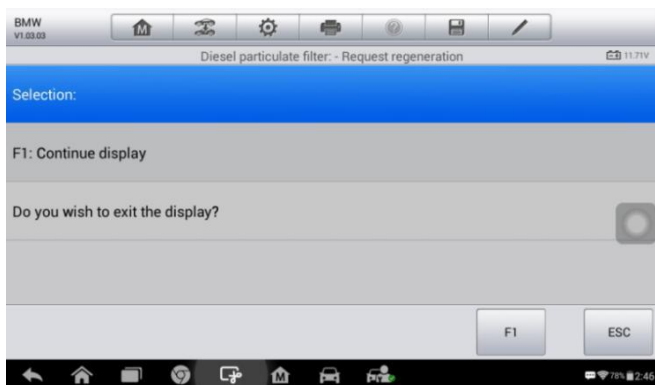 BMW
V1.03.03
Diesel particulate filter: - Request regeneration
11.71V
Selection:
F1: Continue display
Do you wish to exit the display?
F1
ESC
78%
2:46